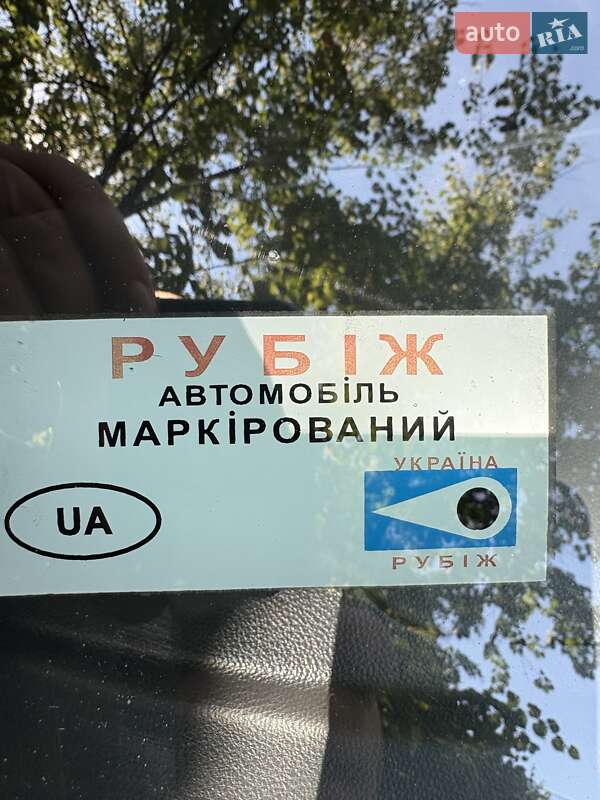 auto RIA.com
РУБІЖ
АВТОМОБІЛЬ
МАРКІРОВАНИЙ
УКРАЇНА
UA
РУБІЖ